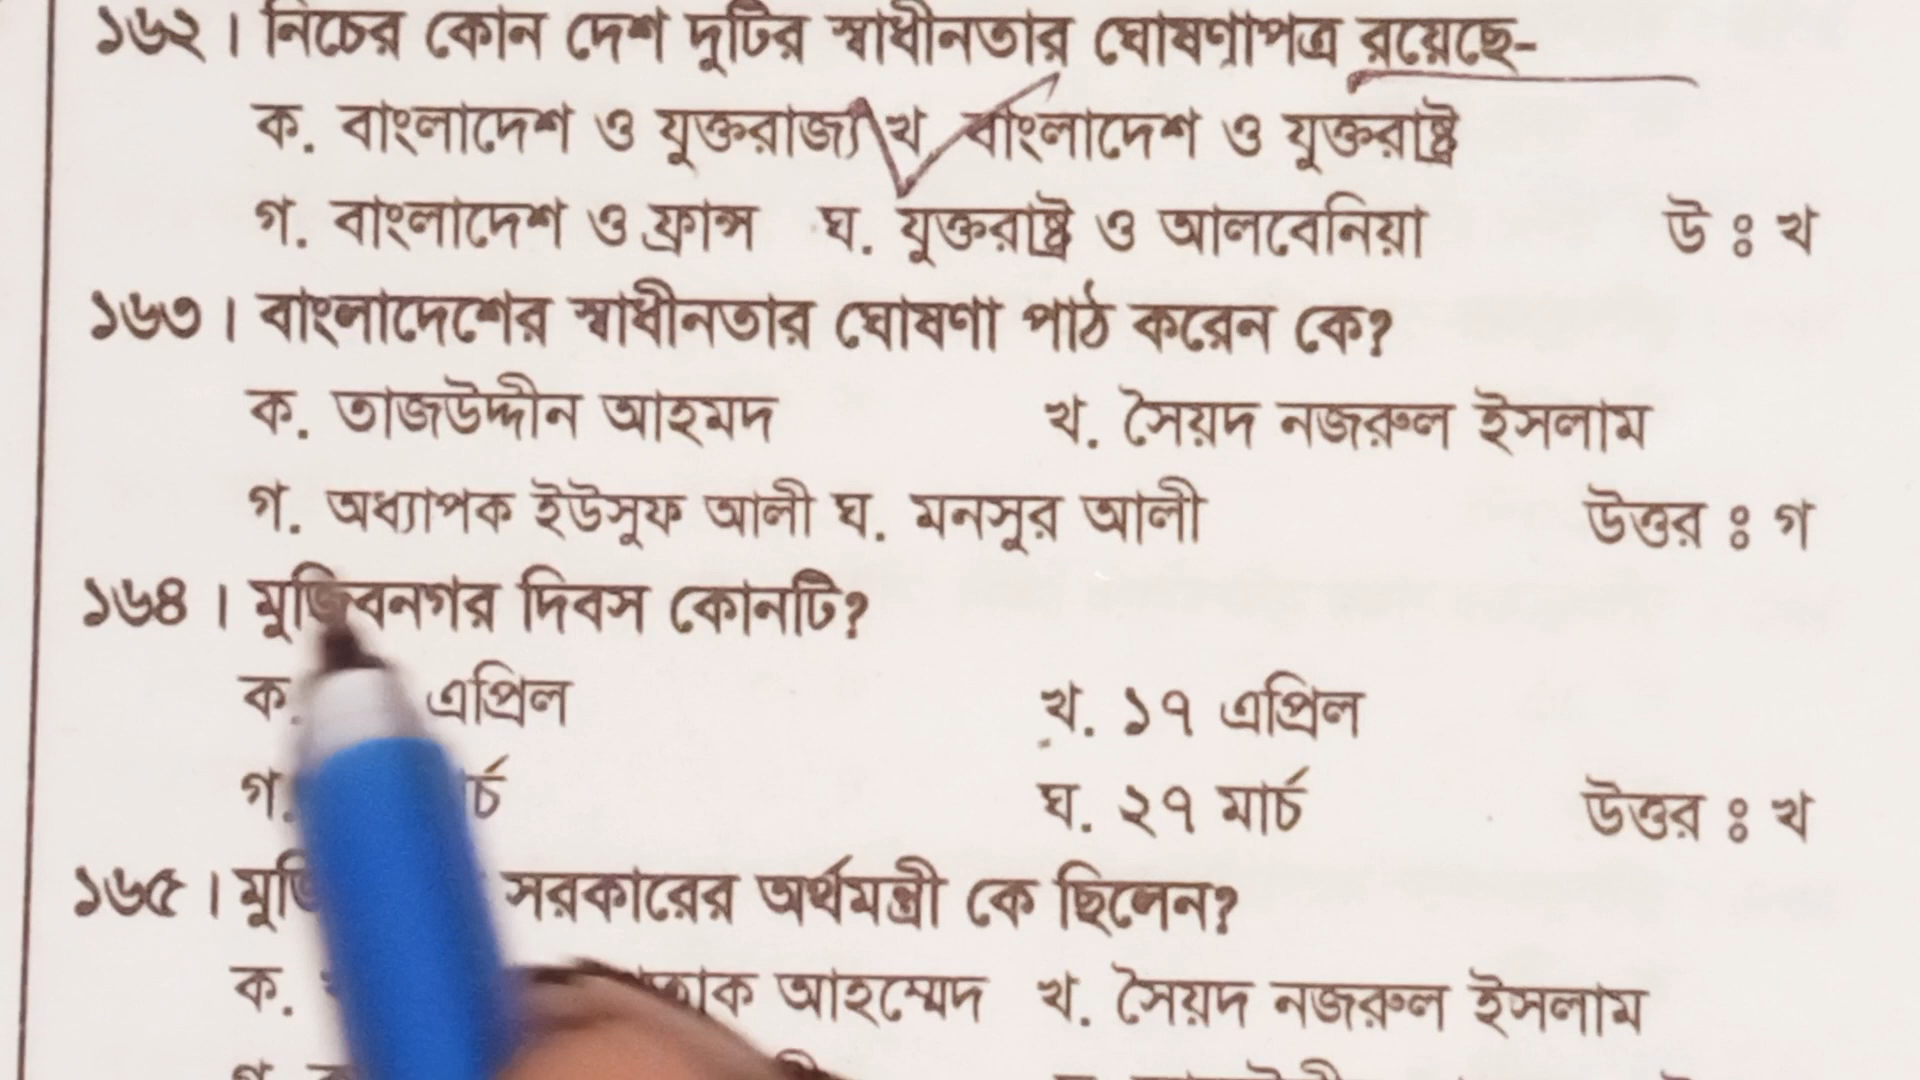 ১৬২। নিচের কোন দেশ দুটির স্বাধীনতার ঘোষণাপত্র রয়েছে-
ক. বাংলাদেশ ও যুক্তরাজ্য খ বাংলাদেশ ও যুক্তরাষ্ট্র
গ. বাংলাদেশ ও ফ্রান্স ঘ. যুক্তরাষ্ট্র ও আলবেনিয়া উ ঃ খ
১৬৩। বাংলাদেশের স্বাধীনতার ঘোষণা পাঠ করেন কে?
ক. তাজউদ্দীন আহমদ খ. সৈয়দ নজরুল ইসলাম
গ. অধ্যাপক ইউসুফ আলী ঘ. মনসুর আলী উত্তর ঃ গ
১৬৪। মুজিবনগর দিবস কোনটি?
ক. এপ্রিল খ. ১৭ এপ্রিল
গ. ঘ. ২৭ মার্চ উত্তর ঃ খ
১৬৫। সরকারের অর্থমন্ত্রী কে ছিলেন?
ক. আহম্মেদ খ. সৈয়দ নজরুল ইসলাম